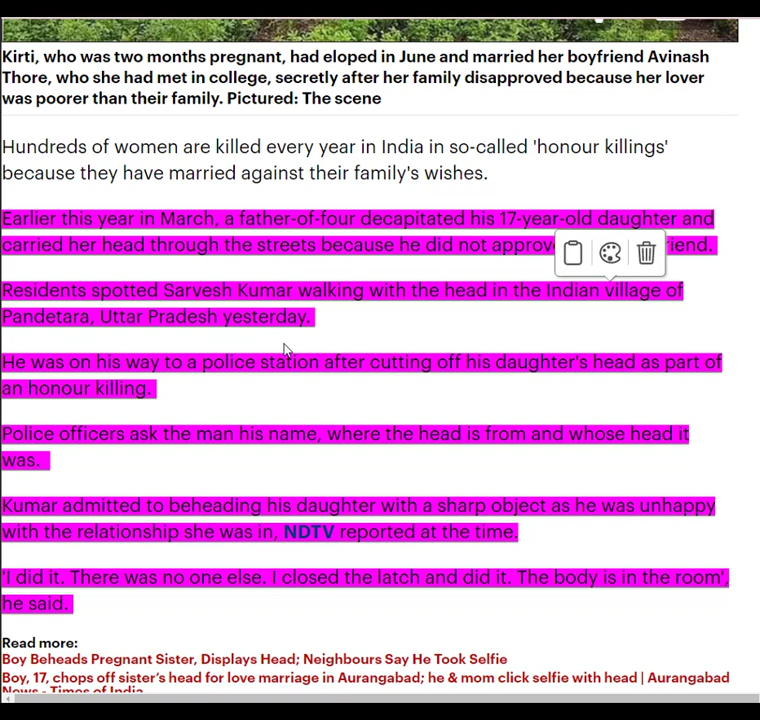 Kirti, who was two months pregnant, had eloped in June and married her boyfriend Avinash
Thore, who she had met in college, secretly after her family disapproved because her lover
was poorer than their family. Pictured: The scene
Hundreds of women are killed every year in India in so-called 'honour killings'
because they have married against their family's wishes.
Earlier this year in March, a father-of-four decapitated his 17-year-old daughter and
carried her head through the streets because he did not approv riend.
Residents spotted Sarvesh Kumar walking with the head in the Indian village of
Pandetara, Uttar Pradesh yesterday.
He was on his way to a police station after cutting off his daughter's head as part of
an honour killing.
Police officers ask the man his name, where the head is from and whose head it
was.
Kumar admitted to beheading his daughter with a sharp object as he was unhappy
with the relationship she was in, NDTV reported at the time.
'I did it. There was no one else. I closed the latch and did it. The body is in the room',
he said.
Read more:
Boy Beheads Pregnant Sister, Displays Head; Neighbours Say He Took Selfie
Boy, 17, chops off sister's head for love marriage in Aurangabad; he & mom click selfie with head | Aurangabad
News - Times of India